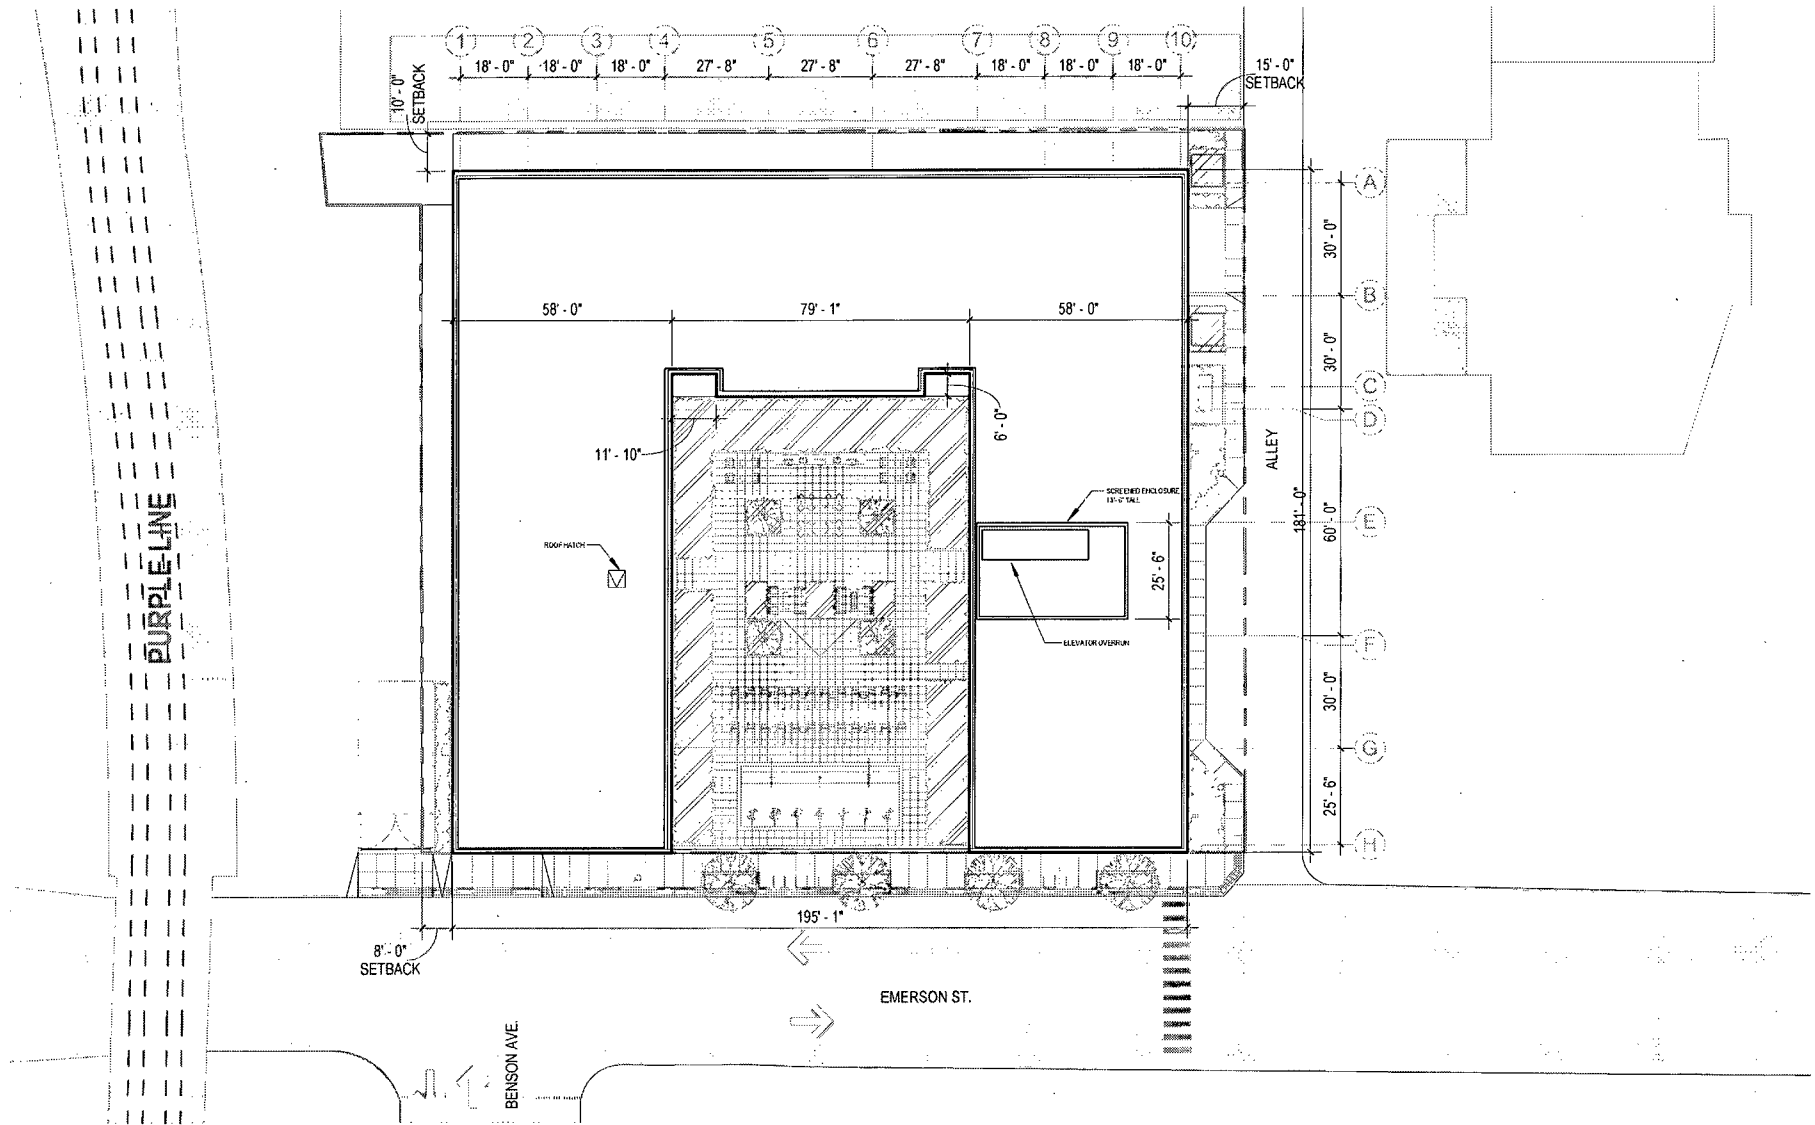 1 2 3 4 5 6 7 8 9 10
18' - 0" 18' - 0" 18' - 0" 27' - 8" 27' - 8" 27' - 8" 18' - 0" 18' - 0" 18' - 0"
10' - 0"
SETBACK
15' - 0"
SETBACK
A
30' - 0"
B
58' - 0" 79' - 1" 58' - 0"
30' - 0"
C
D
6' - 0"
11' - 10"
ALLEY
SCREENED ENCLOSURE,
E
181' - 0"
60' - 0"
PURPLE LINE
ROOF HATCH
25' - 6"
ELEVATOR OVERRUN
F
30' - 0"
G
25' - 6"
H
195' - 1"
8' - 0"
SETBACK
EMERSON ST.
BENSON AVE.